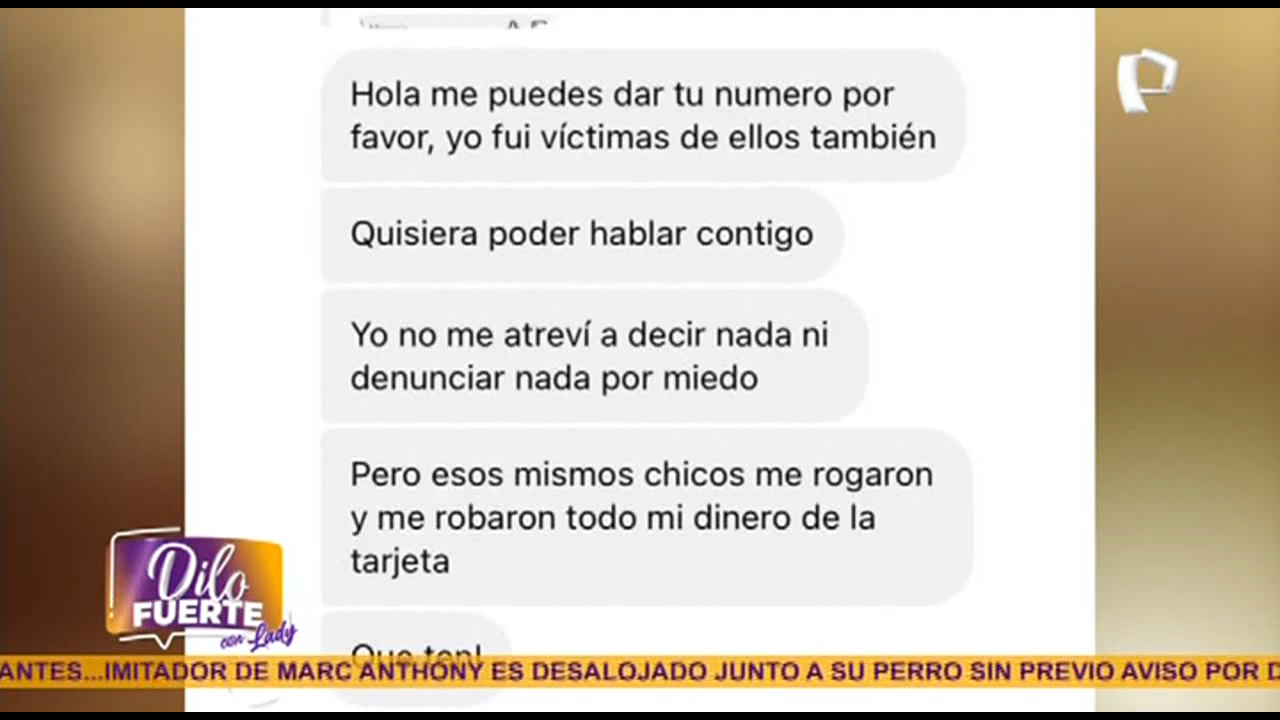 Hola me puedes dar tu numero por
favor, yo fui víctimas de ellos también
Quisiera poder hablar contigo
Yo no me atreví a decir nada ni
denunciar nada por miedo
Pero esos mismos chicos me rogaron
y me robaron todo mi dinero de la
tarjeta
Dilo
FUERTE
con Lady
ANTES...IMITADOR DE MARC ANTHONY ES DESALOJADO JUNTO A SU PERRO SIN PREVIO AVISO POR D